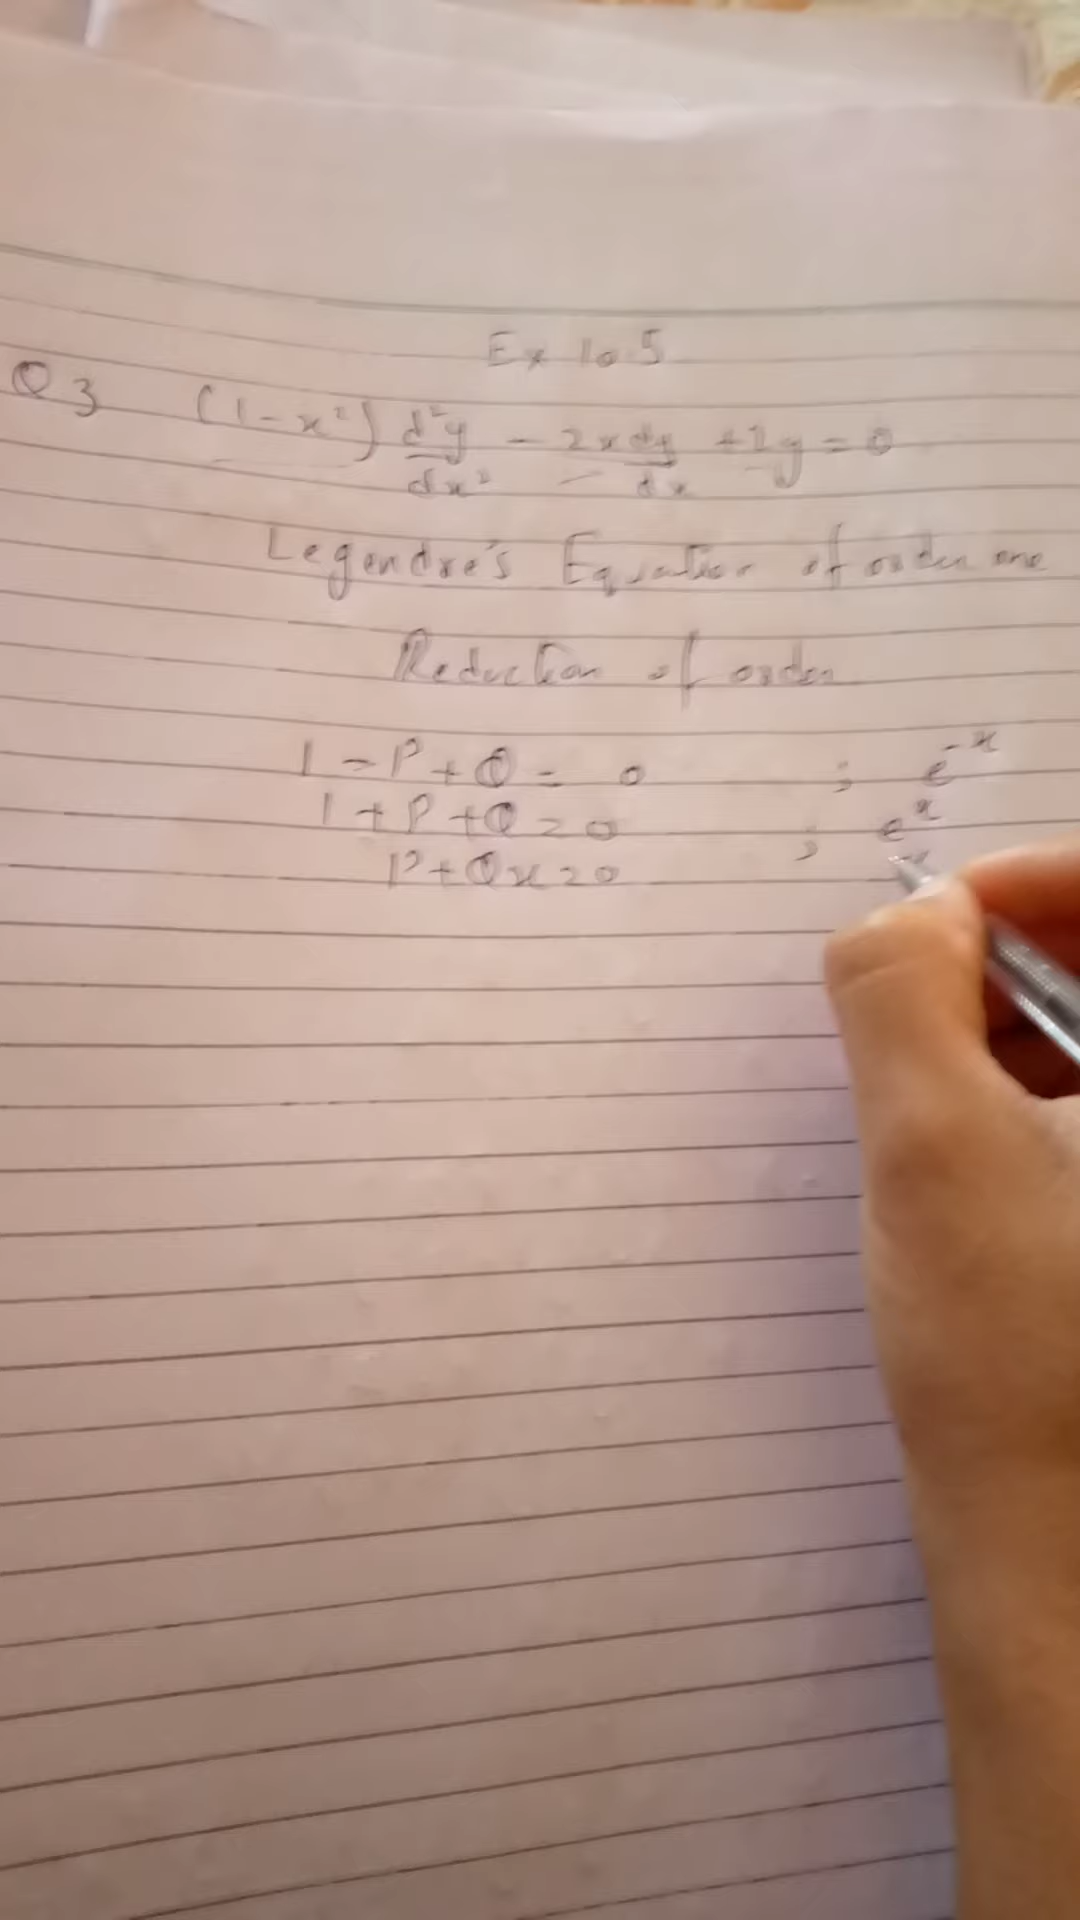 Ex 10.5
Q 3 (1-x²) d²y/dx² - 2x dy/dx + 2y = 0
Legendre's Equation of order one
Reduction of order
1 - P + Q = 0 ; e^-x
1 + P + Q = 0 ; e^x
P + Qx = 0